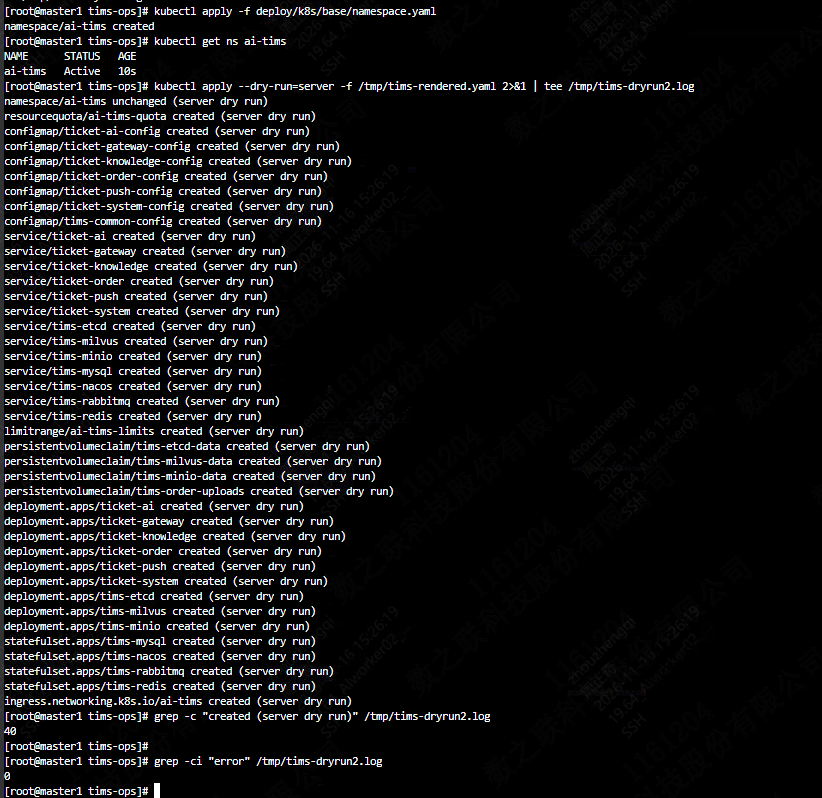 [root@master1 tims-ops]# kubectl apply -f deploy/k8s/base/namespace.yaml
namespace/ai-tims created
[root@master1 tims-ops]# kubectl get ns ai-tims
NAME      STATUS   AGE
ai-tims   Active   10s
[root@master1 tims-ops]# kubectl apply --dry-run=server -f /tmp/tims-rendered.yaml 2>&1 | tee /tmp/tims-dryrun2.log
namespace/ai-tims unchanged (server dry run)
resourcequota/ai-tims-quota created (server dry run)
configmap/ticket-ai-config created (server dry run)
configmap/ticket-gateway-config created (server dry run)
configmap/ticket-knowledge-config created (server dry run)
configmap/ticket-order-config created (server dry run)
configmap/ticket-push-config created (server dry run)
configmap/ticket-system-config created (server dry run)
configmap/tims-common-config created (server dry run)
service/ticket-ai created (server dry run)
service/ticket-gateway created (server dry run)
service/ticket-knowledge created (server dry run)
service/ticket-order created (server dry run)
service/ticket-push created (server dry run)
service/ticket-system created (server dry run)
service/tims-etcd created (server dry run)
service/tims-milvus created (server dry run)
service/tims-minio created (server dry run)
service/tims-mysql created (server dry run)
service/tims-nacos created (server dry run)
service/tims-rabbitmq created (server dry run)
service/tims-redis created (server dry run)
limitrange/ai-tims-limits created (server dry run)
persistentvolumeclaim/tims-etcd-data created (server dry run)
persistentvolumeclaim/tims-milvus-data created (server dry run)
persistentvolumeclaim/tims-minio-data created (server dry run)
persistentvolumeclaim/tims-order-uploads created (server dry run)
deployment.apps/ticket-ai created (server dry run)
deployment.apps/ticket-gateway created (server dry run)
deployment.apps/ticket-knowledge created (server dry run)
deployment.apps/ticket-order created (server dry run)
deployment.apps/ticket-push created (server dry run)
deployment.apps/ticket-system created (server dry run)
deployment.apps/tims-etcd created (server dry run)
deployment.apps/tims-milvus created (server dry run)
deployment.apps/tims-minio created (server dry run)
statefulset.apps/tims-mysql created (server dry run)
statefulset.apps/tims-nacos created (server dry run)
statefulset.apps/tims-rabbitmq created (server dry run)
statefulset.apps/tims-redis created (server dry run)
ingress.networking.k8s.io/ai-tims created (server dry run)
[root@master1 tims-ops]# grep -c "created (server dry run)" /tmp/tims-dryrun2.log
40
[root@master1 tims-ops]#
[root@master1 tims-ops]# grep -ci "error" /tmp/tims-dryrun2.log
0
[root@master1 tims-ops]#